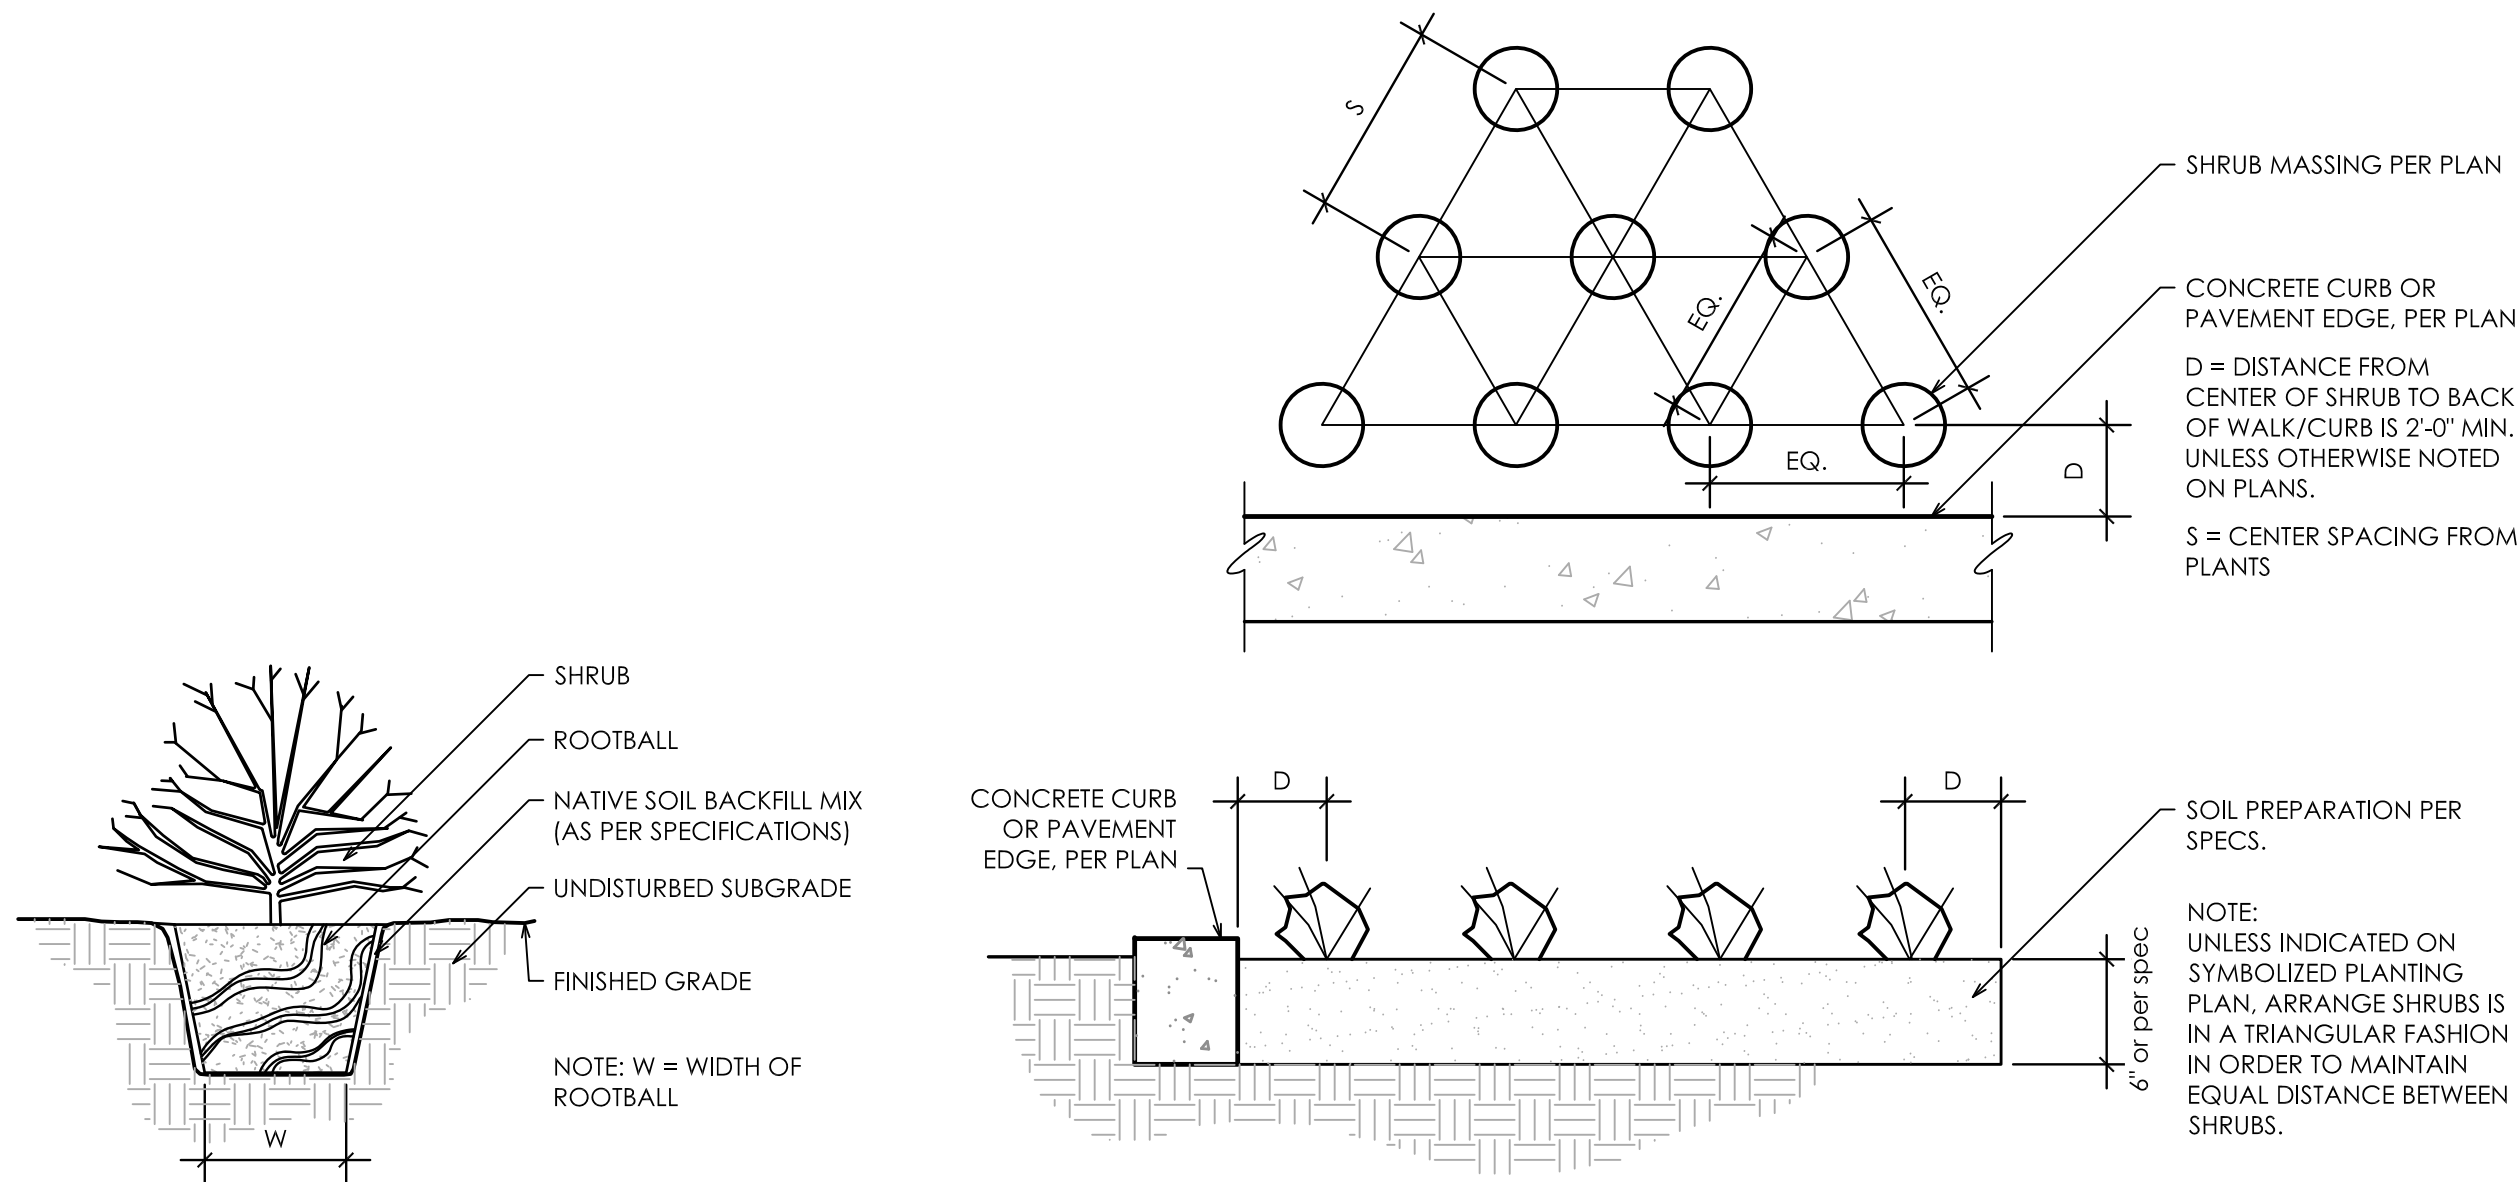 S
EQ.
EQ.
EQ.
D
SHRUB MASSING PER PLAN
CONCRETE CURB OR
PAVEMENT EDGE, PER PLAN
D = DISTANCE FROM
CENTER OF SHRUB TO BACK
OF WALK/CURB IS 2'-0" MIN.
UNLESS OTHERWISE NOTED
ON PLANS.
S = CENTER SPACING FROM
PLANTS
SHRUB
ROOTBALL
NATIVE SOIL BACKFILL MIX
(AS PER SPECIFICATIONS)
UNDISTURBED SUBGRADE
FINISHED GRADE
NOTE: W = WIDTH OF
ROOTBALL
W
CONCRETE CURB
OR PAVEMENT
EDGE, PER PLAN
D
D
6" or per spec
SOIL PREPARATION PER
SPECS.
NOTE:
UNLESS INDICATED ON
SYMBOLIZED PLANTING
PLAN, ARRANGE SHRUBS IS
IN A TRIANGULAR FASHION
IN ORDER TO MAINTAIN
EQUAL DISTANCE BETWEEN
SHRUBS.